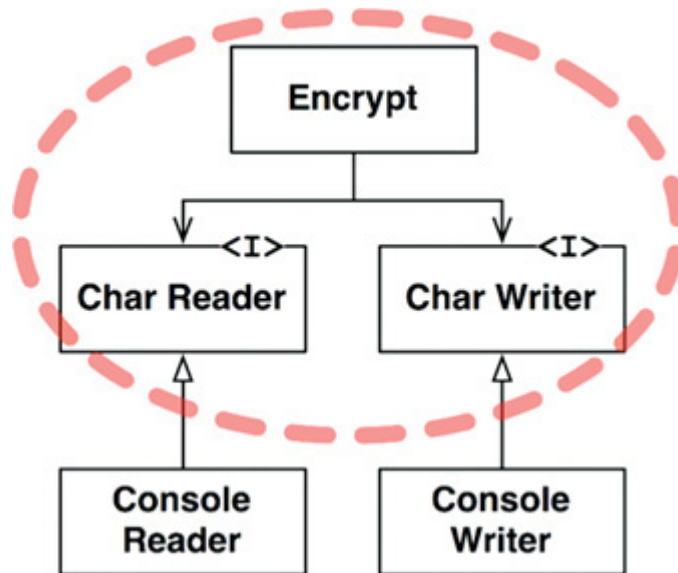 Encrypt
<I>
<I>
Char Reader
Char Writer
Console
Reader
Console
Writer